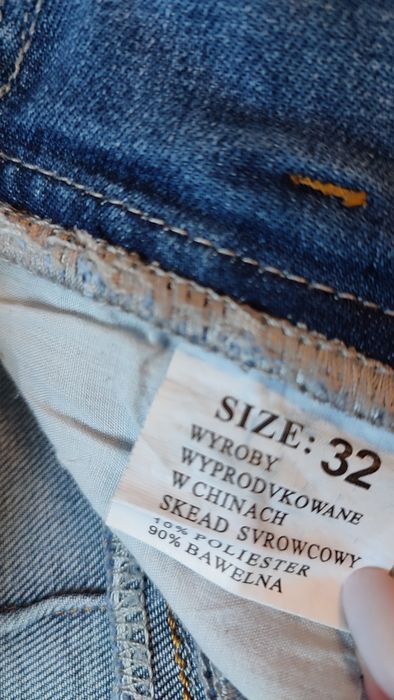 SIZE: 32
WYROBY
WYPRODVKOWANE
W CHINACH
SKEAD SVROWCOWY
10% POLIESTER
90% BAWELNA